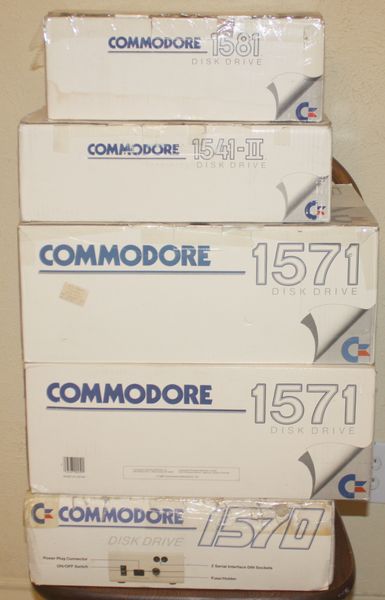 COMMODORE 1581
DISK DRIVE
COMMODORE 1541-II
DISK DRIVE
COMMODORE 1571
DISK DRIVE
COMMODORE 1571
DISK DRIVE
COMMODORE 1570
DISK DRIVE
Power Plug Connector
ON/OFF Switch
2 Serial Interface DIN Sockets
Fuse/Holder